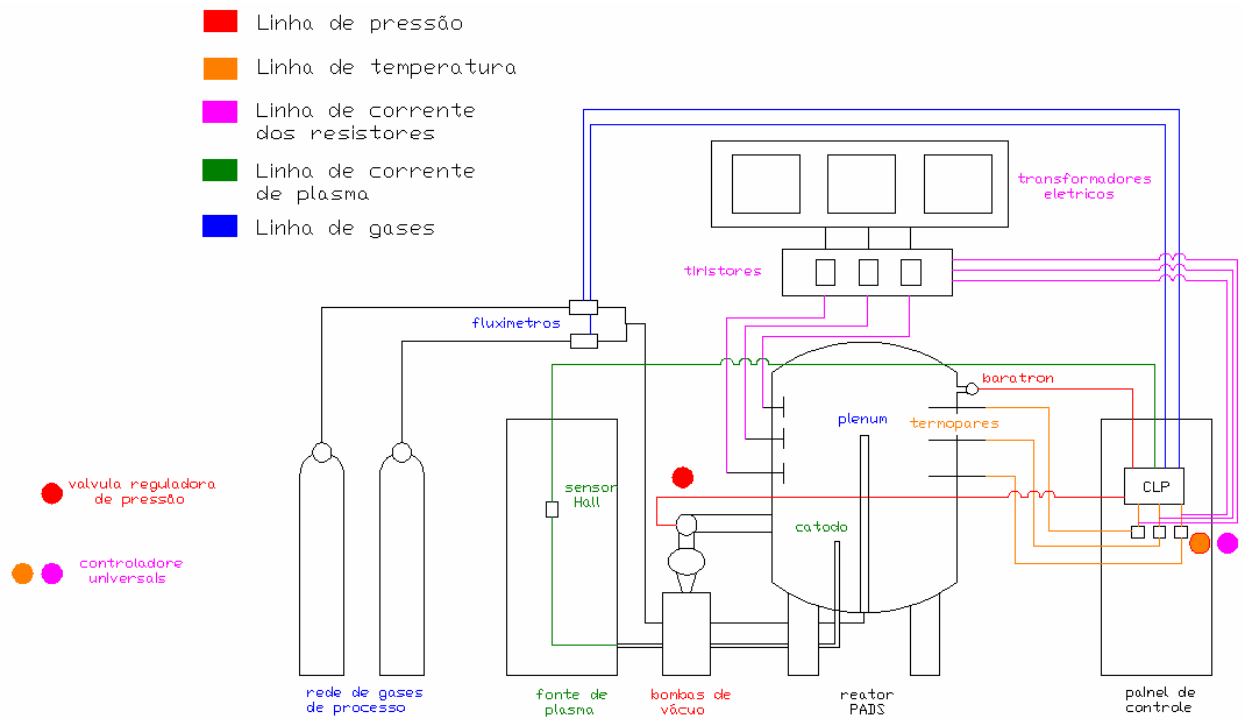 Linha de pressão
Linha de temperatura
Linha de corrente
dos resistores
Linha de corrente
de plasma
Linha de gases
transformadores
eletricos
tiristores
fluximetros
baratron
plenum
termopares
valvula reguladora
de pressão
sensor
Hall
catodo
CLP
controladore
universais
rede de gases
de processo
fonte de
plasma
bombas de
vácuo
reator
PADS
painel de
controle